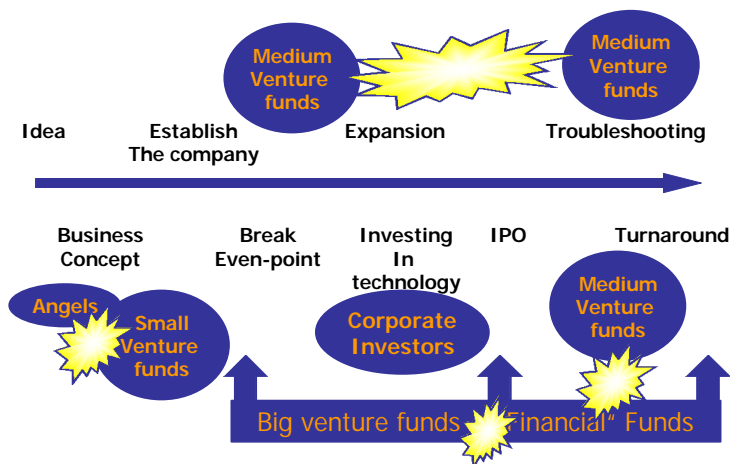 Medium
Venture
funds
Medium
Venture
funds
Idea
Establish
The company
Expansion
Troubleshooting
Business
Concept
Break
Even-point
Investing
In
technology
IPO
Turnaround
Angels
Small
Venture
funds
Corporate
Investors
Medium
Venture
funds
Big venture funds
Financial“ Funds